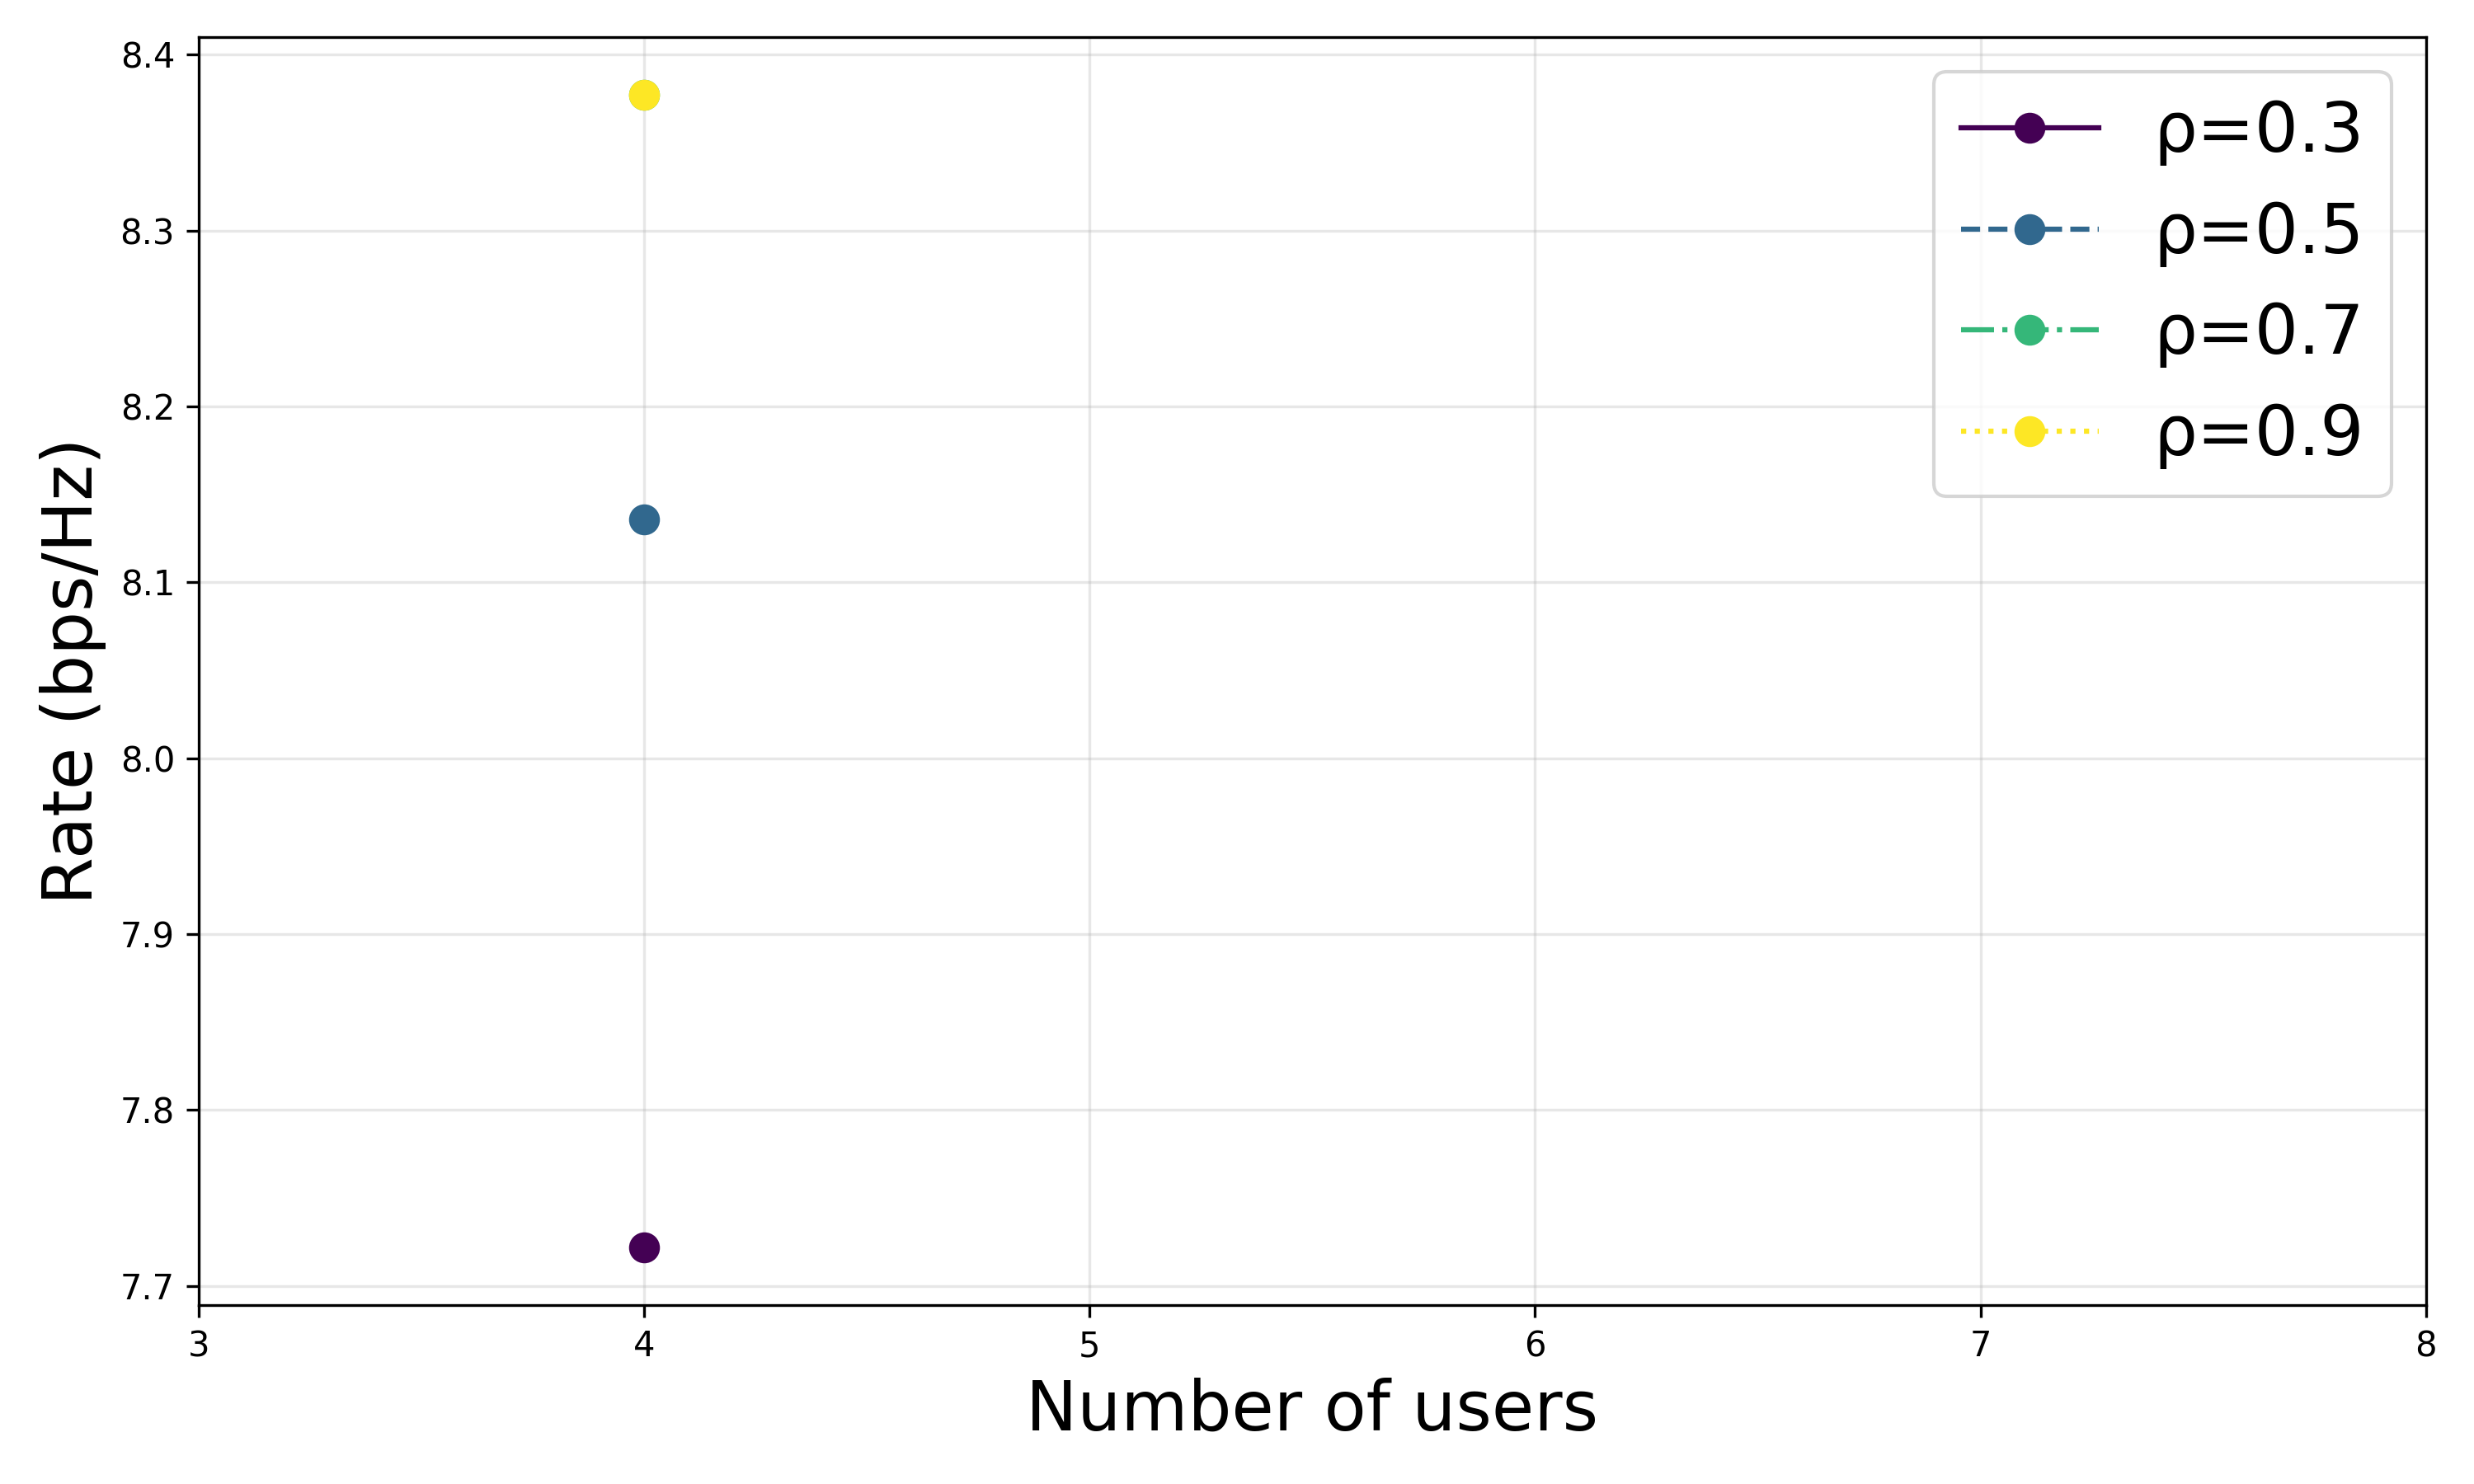 8.4
8.3
8.2
8.1
8.0
7.9
7.8
7.7
Rate (bps/Hz)
ρ=0.3
ρ=0.5
ρ=0.7
ρ=0.9
3 4 5 6 7 8
Number of users